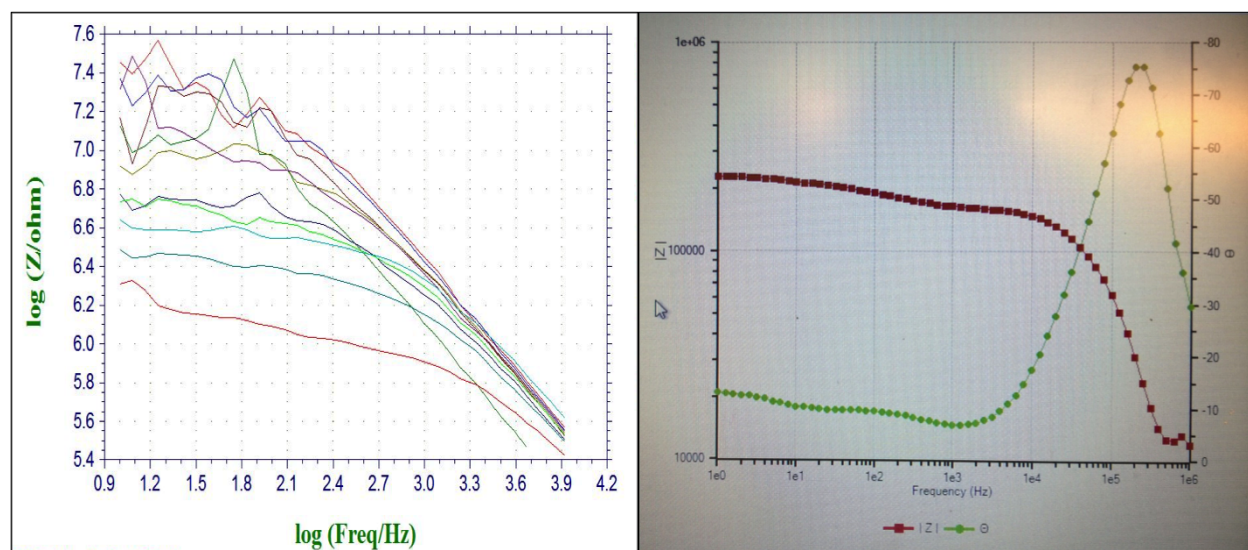 7.6
7.4
7.2
7.0
6.8
6.6
6.4
6.2
6.0
5.8
5.6
5.4
log (Z/ohm)
0.9 1.2 1.5 1.8 2.1 2.4 2.7 3.0 3.3 3.6 3.9 4.2
log (Freq/Hz)
1e+06
100000
10000
|Z|
-80
-70
-60
-50
-40
-30
-20
-10
0
Θ
1e0 1e1 1e2 1e3 1e4 1e5 1e6
Frequency (Hz)
|Z| Θ